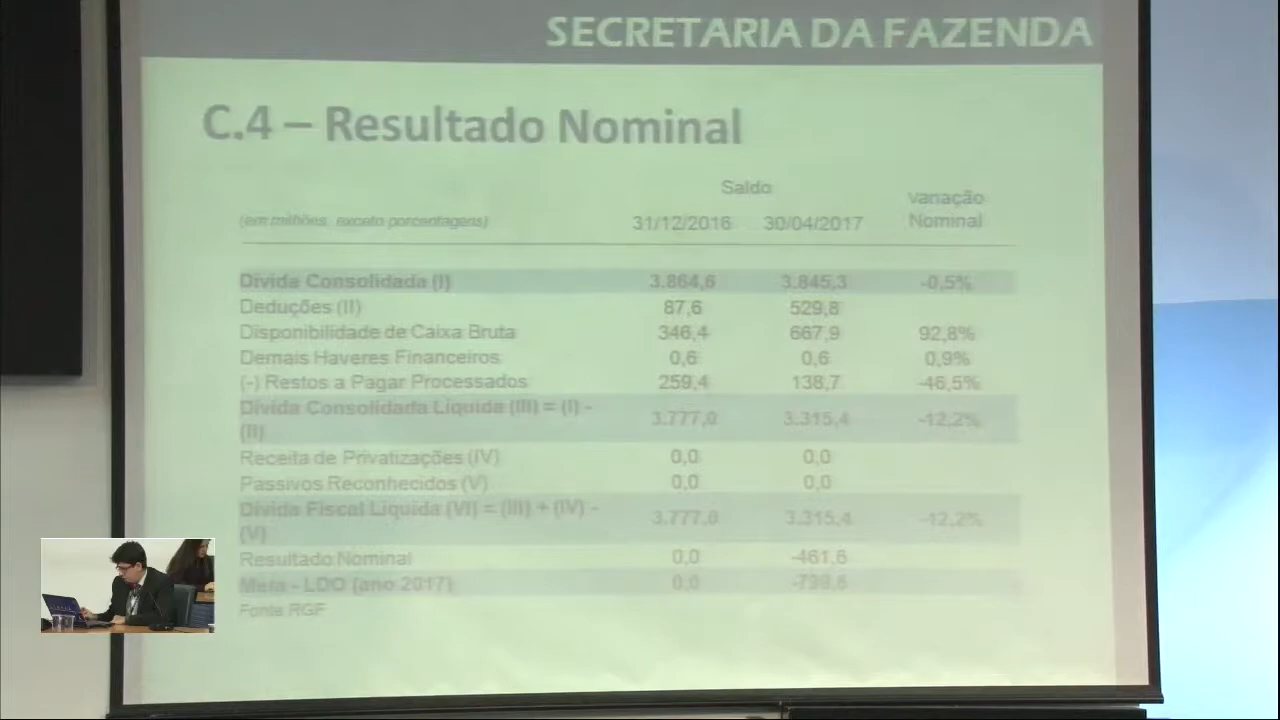 SECRETARIA DA FAZENDA
C.4 – Resultado Nominal
Saldo
(em milhões, exceto porcentagens) 31/12/2016 30/04/2017 Variação Nominal
Dívida Consolidada (I) 3.864,6 3.845,3 -0,5%
Deduções (II) 87,6 529,8
Disponibilidade de Caixa Bruta 346,4 667,9 92,8%
Demais Haveres Financeiros 0,6 0,6 0,9%
(-) Restos a Pagar Processados 259,4 138,7 -46,5%
Dívida Consolidada Líquida (III) = (I) - (II) 3.777,0 3.315,4 -12,2%
Receita de Privatizações (IV) 0,0 0,0
Passivos Reconhecidos (V) 0,0 0,0
Dívida Fiscal Líquida (VI) = (III) + (IV) - (V) 3.777,0 3.315,4 -12,2%
Resultado Nominal 0,0 -461,6
Meta - LDO (ano 2017) 0,0
Fonte RGF